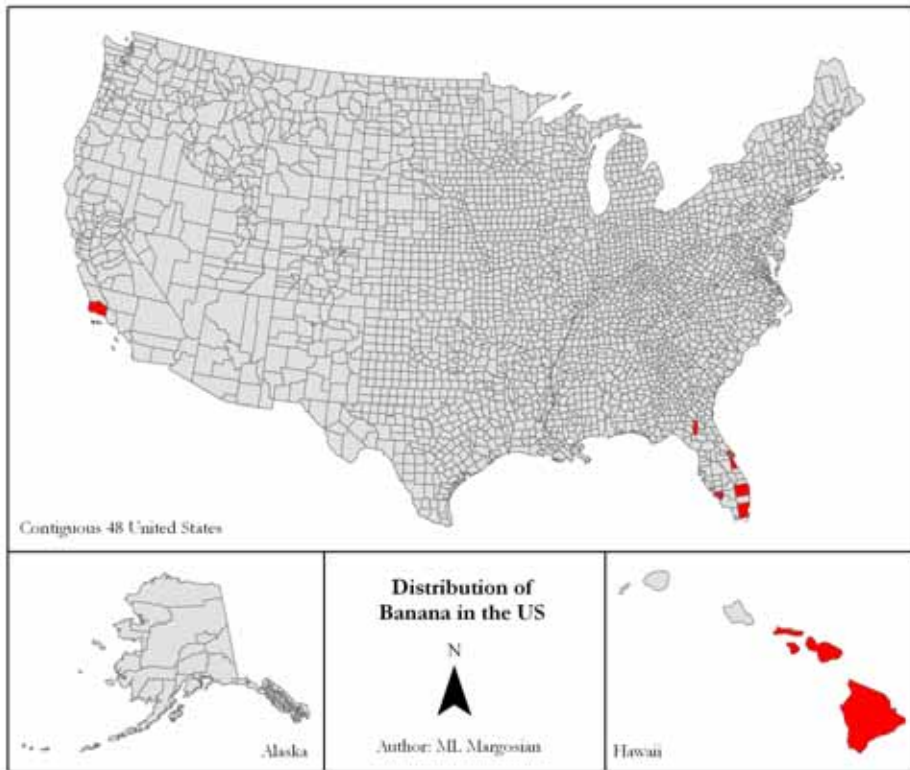 Contiguous 48 United States
Alaska
Distribution of
Banana in the US
N
Author: ML Margosian
Hawaii